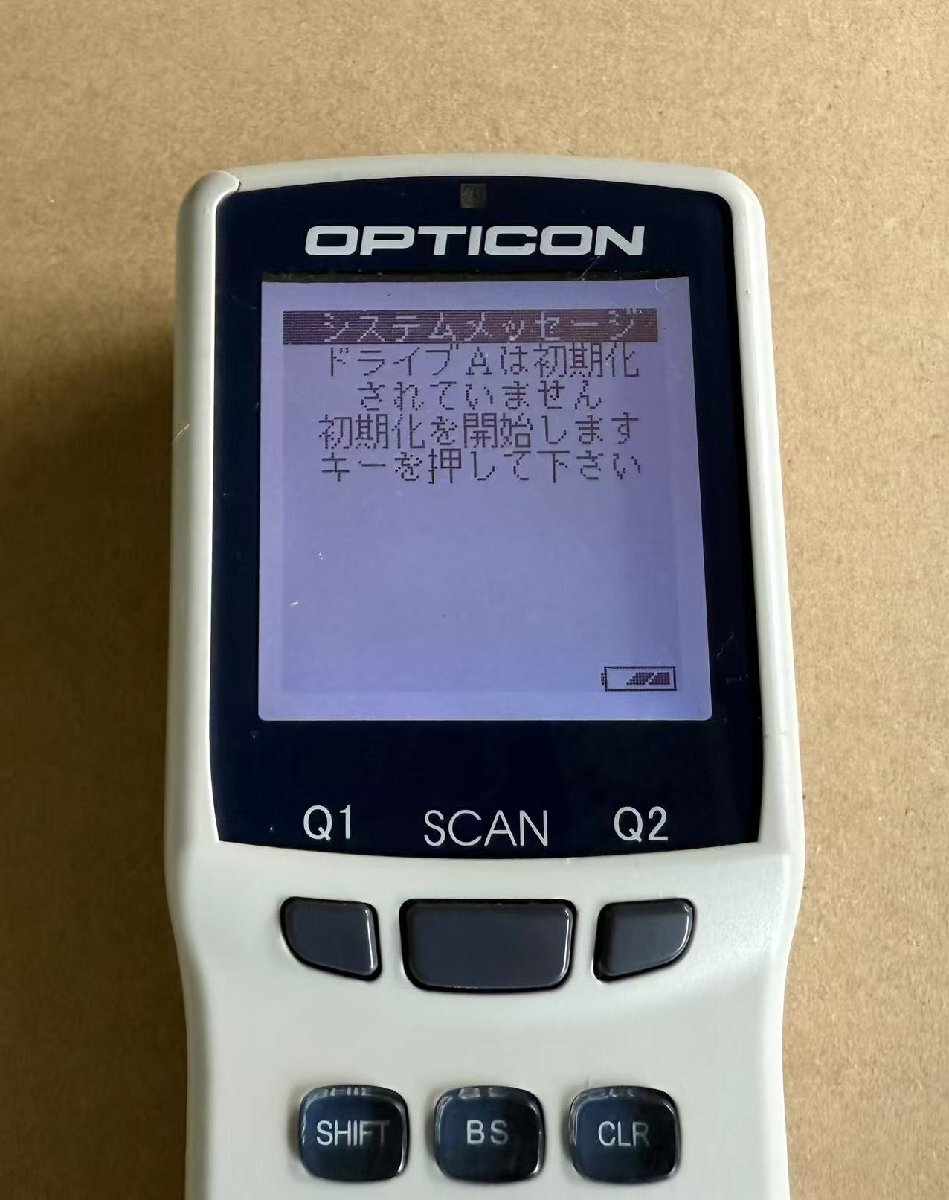 OPTICON
システムメッセージ
ドライブAは初期化
されていません
初期化を開始します
キーを押して下さい
Q1 SCAN Q2
SHIFT BS CLR